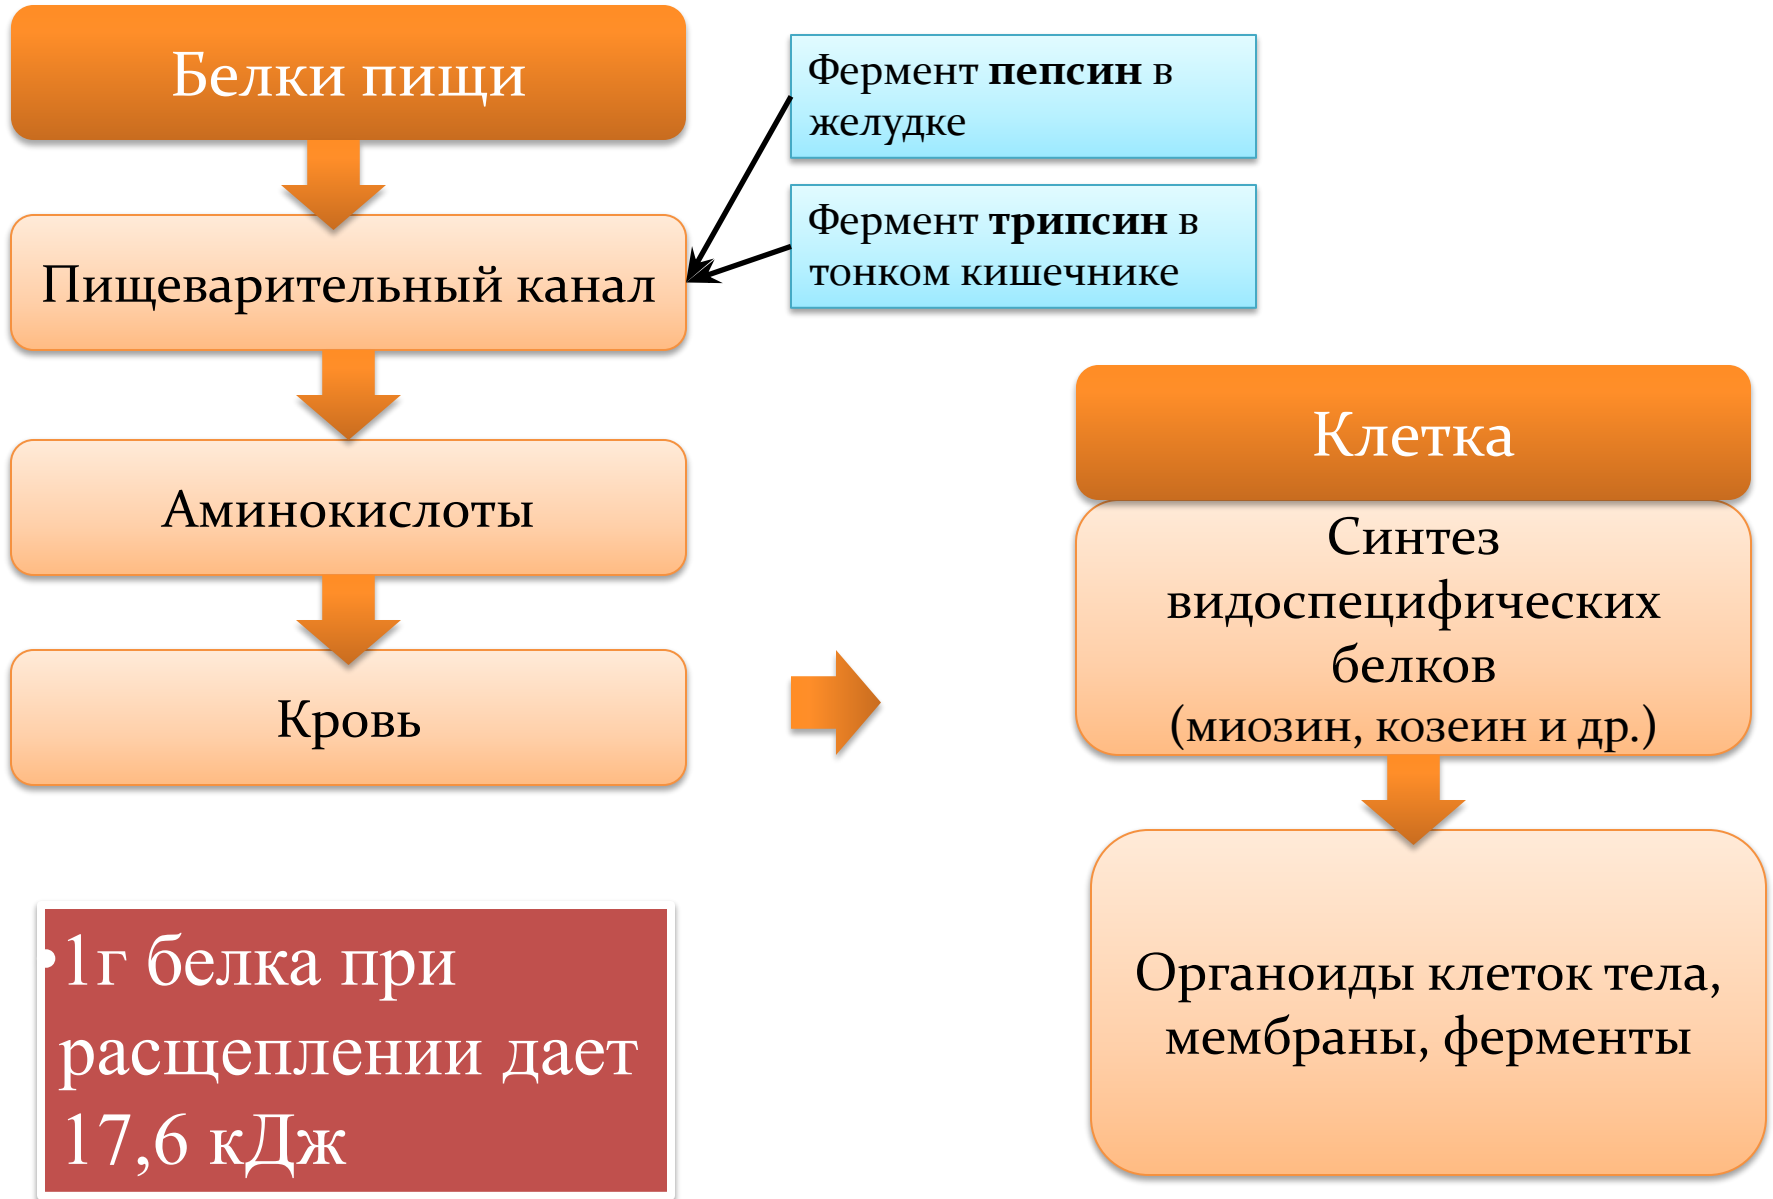 Белки пищи
Фермент пепсин в
желудке
Фермент трипсин в
тонком кишечнике
Пищеварительный канал
Аминокислоты
Кровь
Клетка
Синтез
видоспецифических
белков
(миозин, козеин и др.)
Органоиды клеток тела,
мембраны, ферменты
•1г белка при
расщеплении дает
17,6 кДж